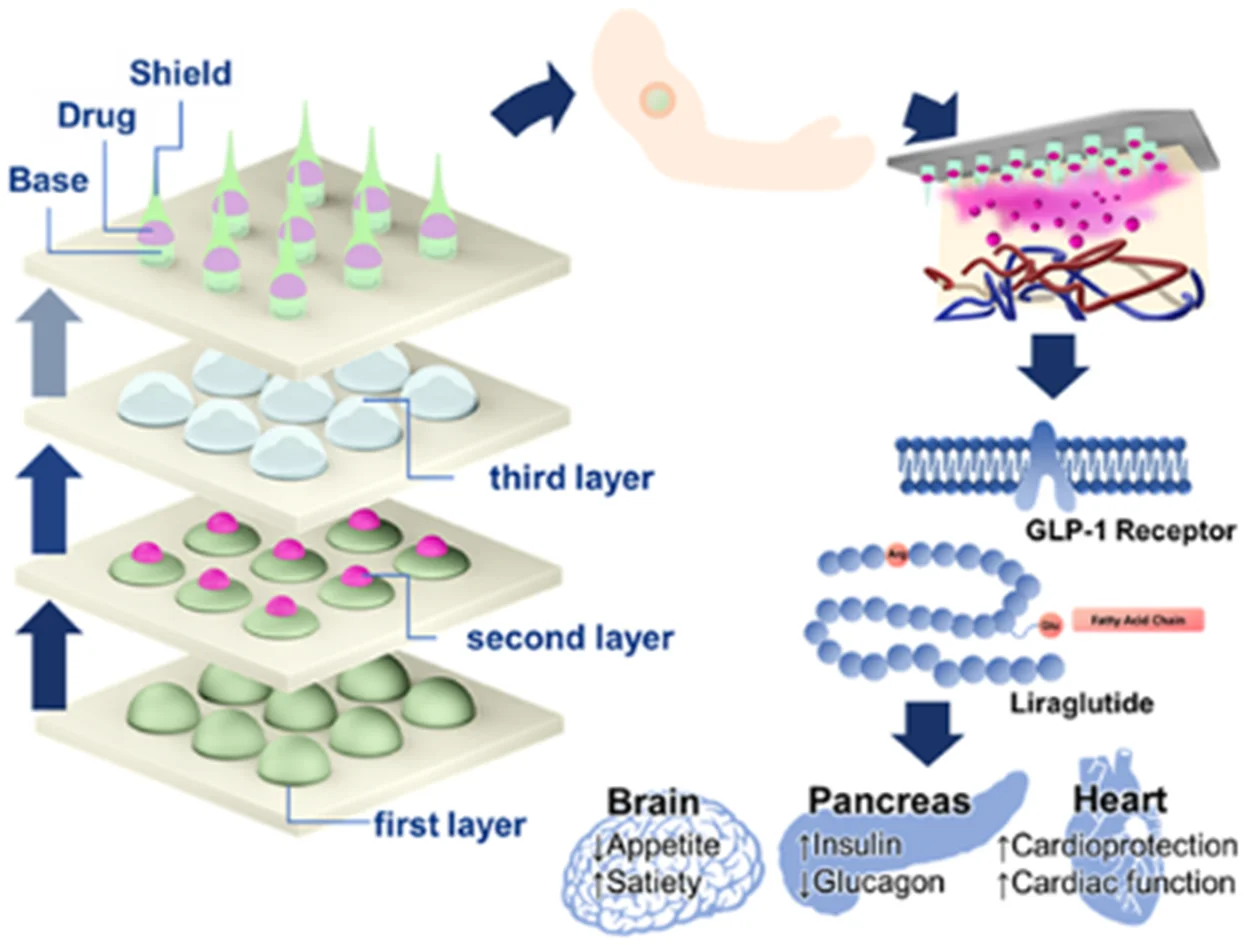 Shield
Drug
Base
third layer
second layer
first layer
GLP-1 Receptor
Arg
Glu
Fatty Acid Chain
Liraglutide
Brain
↓Appetite
↑Satiety
Pancreas
↑Insulin
↓Glucagon
Heart
↑Cardioprotection
↑Cardiac function